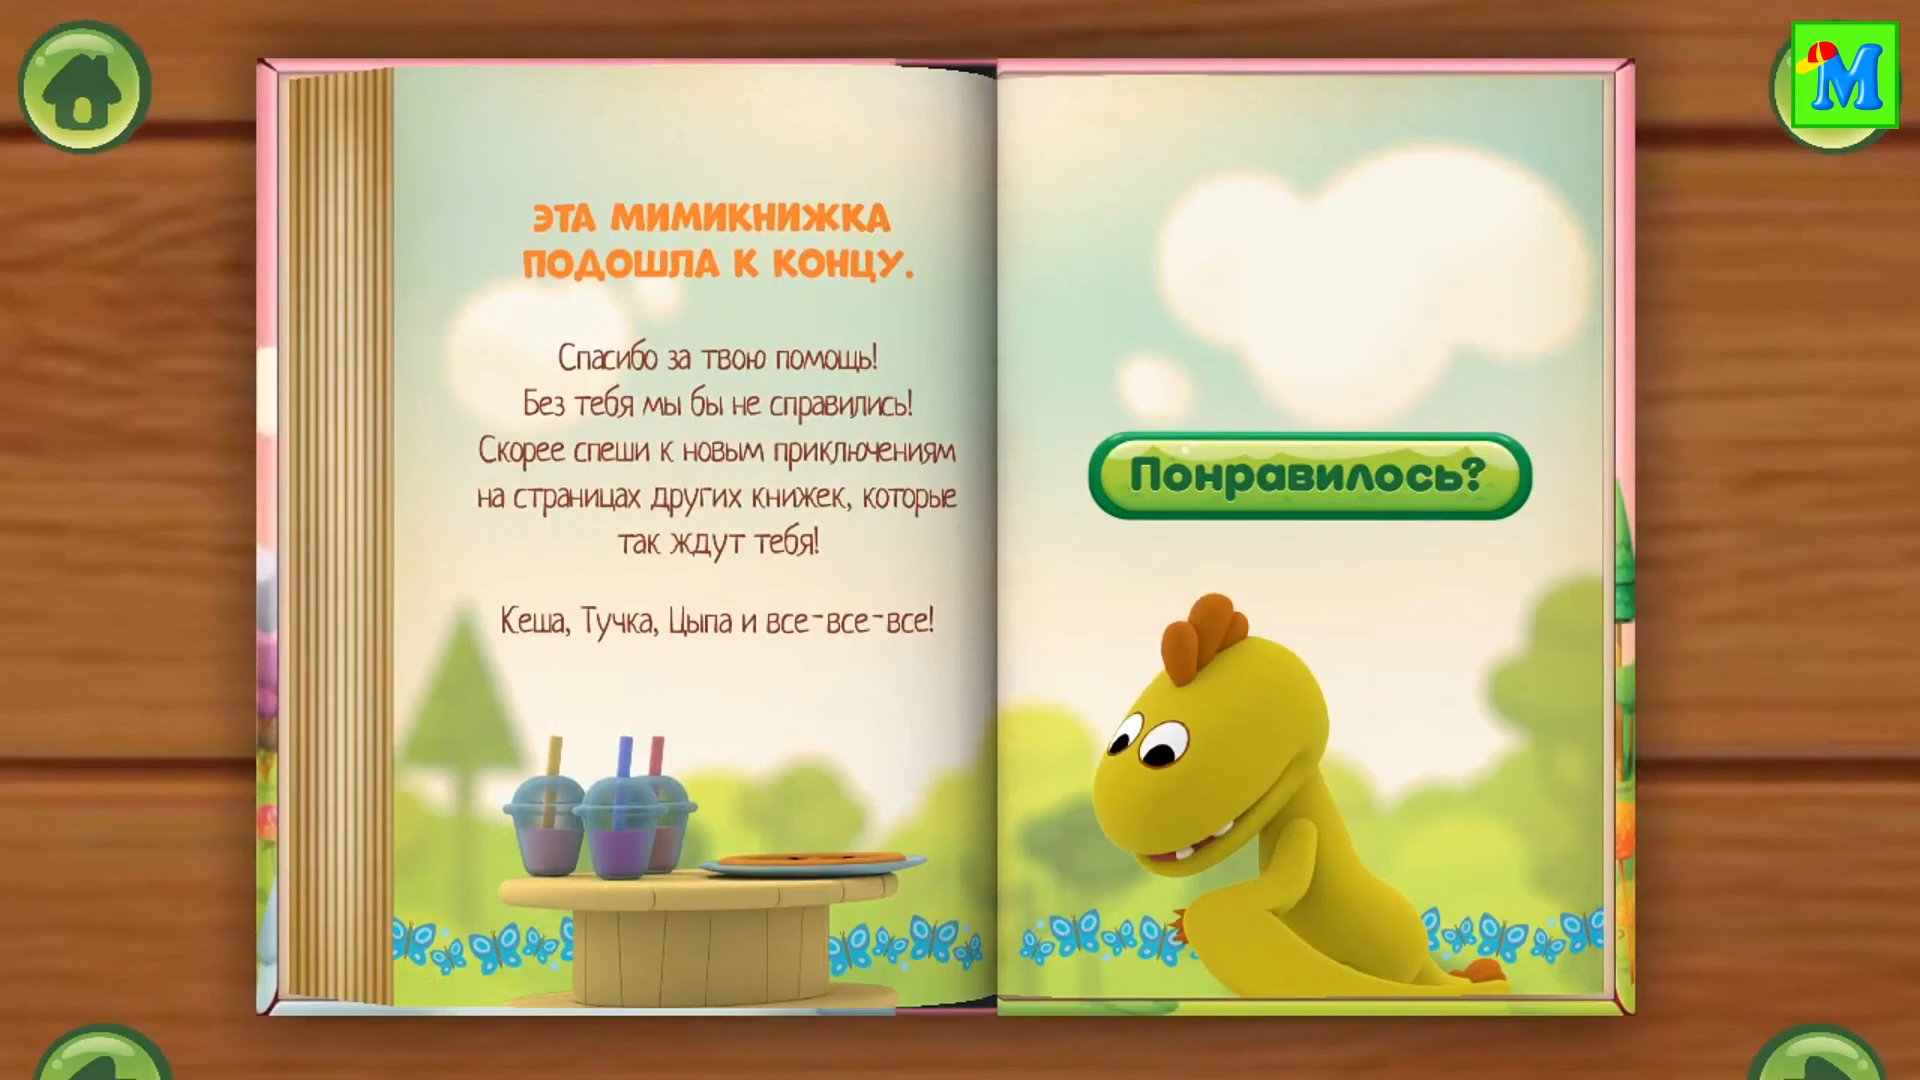 ЭТА МИМИКНИЖКА
ПОДОШЛА К КОНЦУ.
Спасибо за твою помощь!
Без тебя мы бы не справились!
Скорее спеши к новым приключениям
на страницах других книжек, которые
так ждут тебя!
Кеша, Тучка, Цыпа и все-все-все!
Понравилось?
М